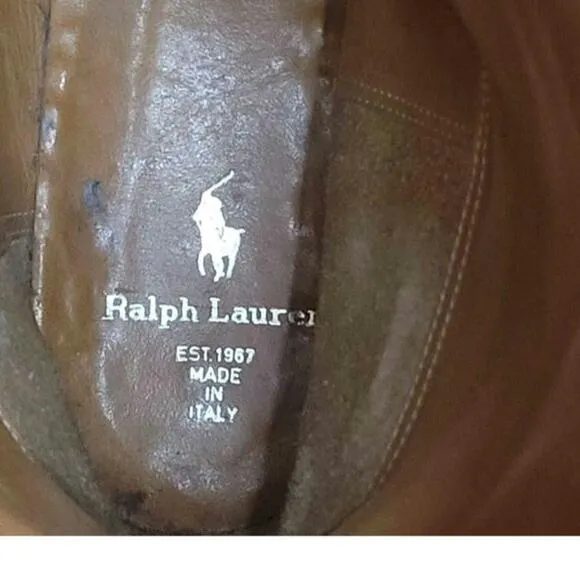 Ralph Lauren
EST.1967
MADE
IN
ITALY